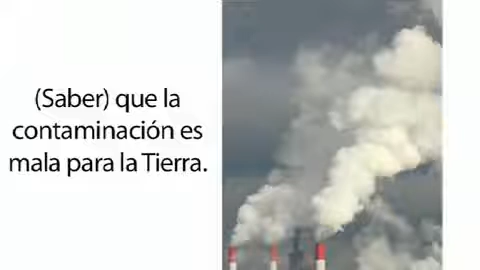 (Saber) que la
contaminación es
mala para la Tierra.